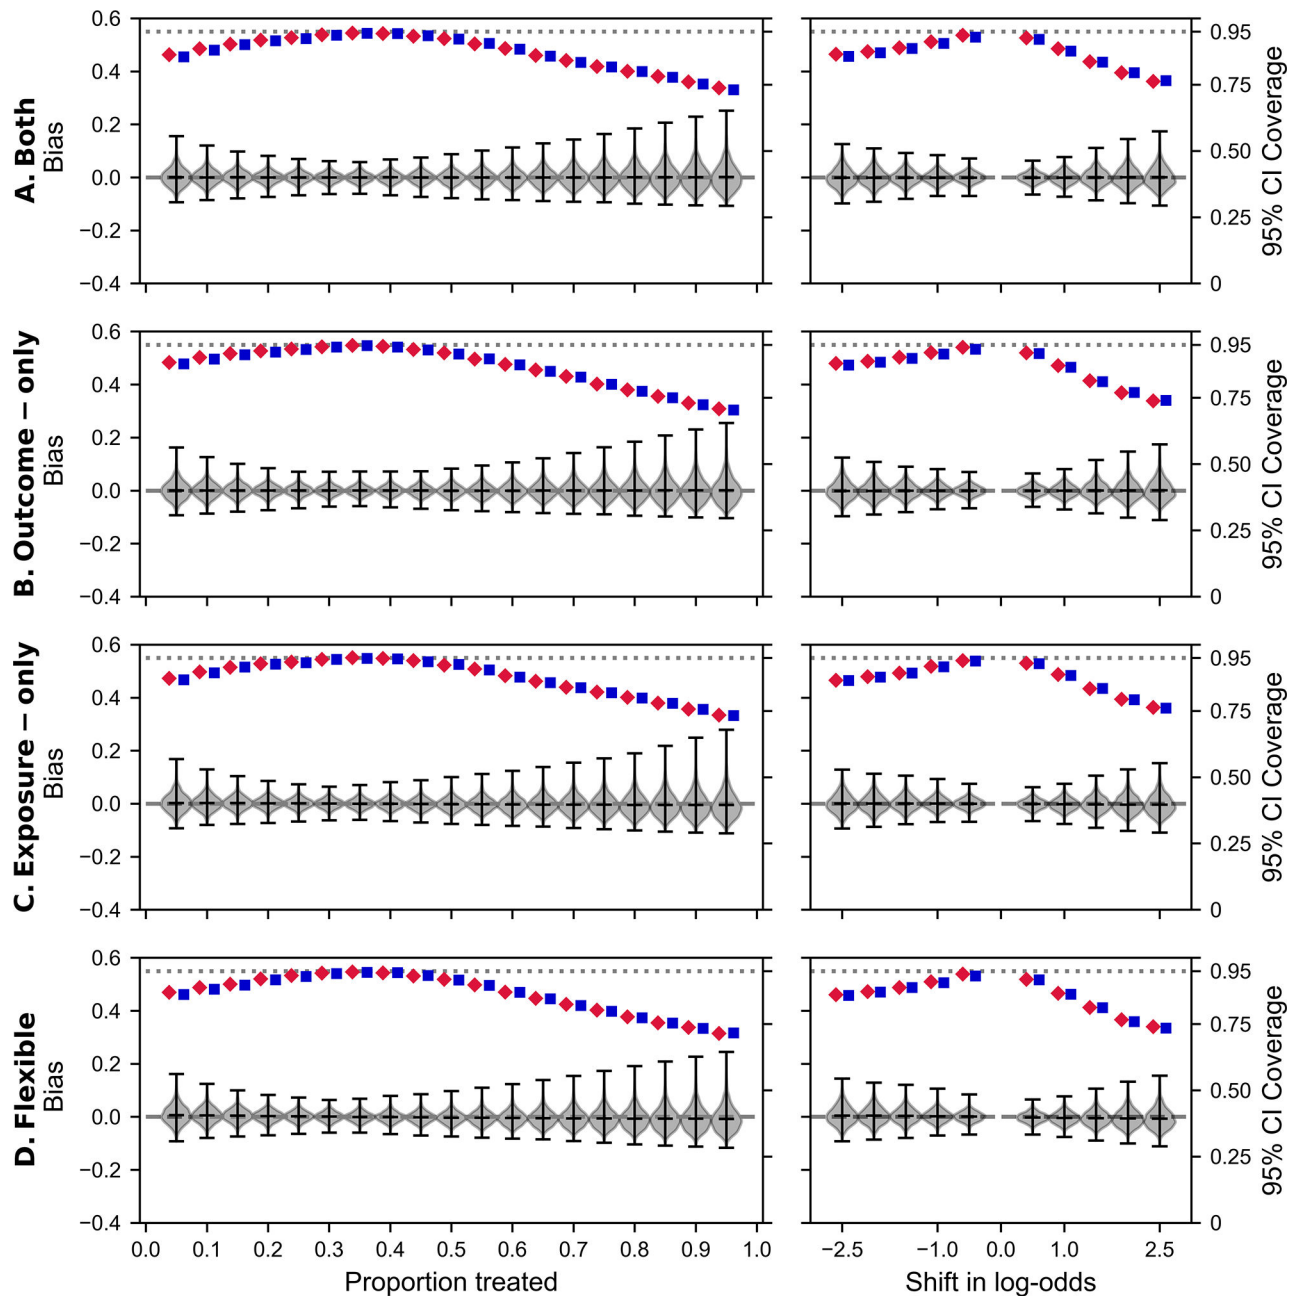 A. Both
Bias
0.6
0.4
0.2
0.0
−0.2
−0.4
0.95
0.75
0.50
0.25
0
95% CI Coverage
B. Outcome − only
Bias
0.6
0.4
0.2
0.0
−0.2
−0.4
0.95
0.75
0.50
0.25
0
95% CI Coverage
C. Exposure − only
Bias
0.6
0.4
0.2
0.0
−0.2
−0.4
0.95
0.75
0.50
0.25
0
95% CI Coverage
D. Flexible
Bias
0.6
0.4
0.2
0.0
−0.2
−0.4
0.95
0.75
0.50
0.25
0
95% CI Coverage
0.0 0.1 0.2 0.3 0.4 0.5 0.6 0.7 0.8 0.9 1.0
Proportion treated
−2.5 −1.0 0.0 1.0 2.5
Shift in log-odds